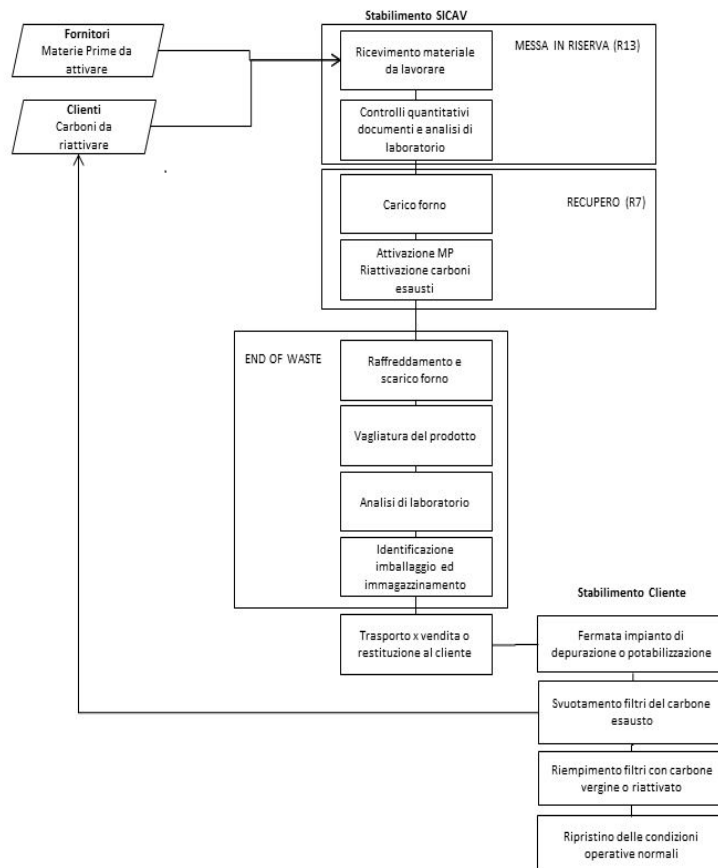 Stabilimento SICAV
Fornitori
Materie Prime da
attivare
Clienti
Carboni da
riattivare
Ricevimento materiale
da lavorare
MESSA IN RISERVA (R13)
Controlli quantitativi
documenti e analisi di
laboratorio
Carico forno
RECUPERO (R7)
Attivazione MP
Riattivazione carboni
esausti
END OF WASTE
Raffreddamento e
scarico forno
Vagliatura del prodotto
Analisi di laboratorio
Identificazione
imballaggio ed
immagazzinamento
Trasporto x vendita o
restituzione al cliente
Stabilimento Cliente
Fermata impianto di
depurazione o potabilizzazione
Svuotamento filtri del carbone
esausto
Riempimento filtri con carbone
vergine o riattivato
Ripristino delle condizioni
operative normali